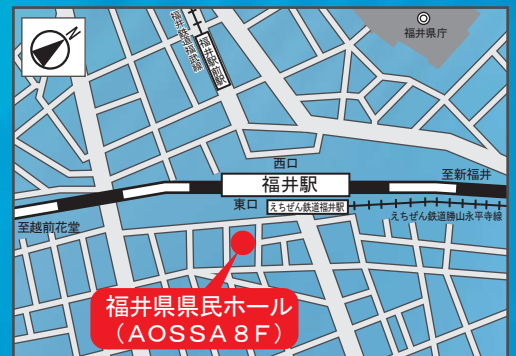 N
福井鉄道福武線
福井駅前駅
福井県庁
西口
福井駅
至新福井
東口
えちぜん鉄道福井駅
えちぜん鉄道勝山永平寺線
至越前花堂
福井県県民ホール
（AOSSA８F）